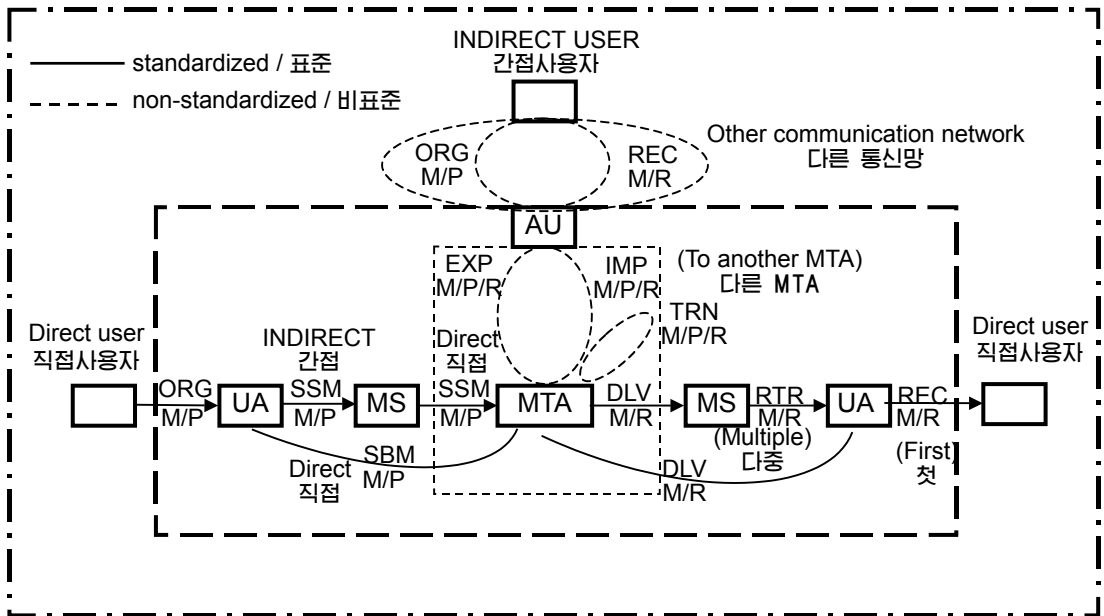 INDIRECT USER
간접사용자
standardized / 표준
non-standardized / 비표준
Other communication network
다른 통신망
ORG
M/P
REC
M/R
AU
EXP
M/P/R
IMP
M/P/R
(To another MTA)
다른 MTA
TRN
M/P/R
Direct user
직접사용자
INDIRECT
간접
Direct
직접
Direct user
직접사용자
ORG
M/P
UA
SSM
M/P
MS
SSM
M/P
MTA
DLV
M/R
MS
RTR
M/R
(Multiple)
다중
UA
REC
M/R
(First)
첫
Direct
직접
SBM
M/P
DLV
M/R